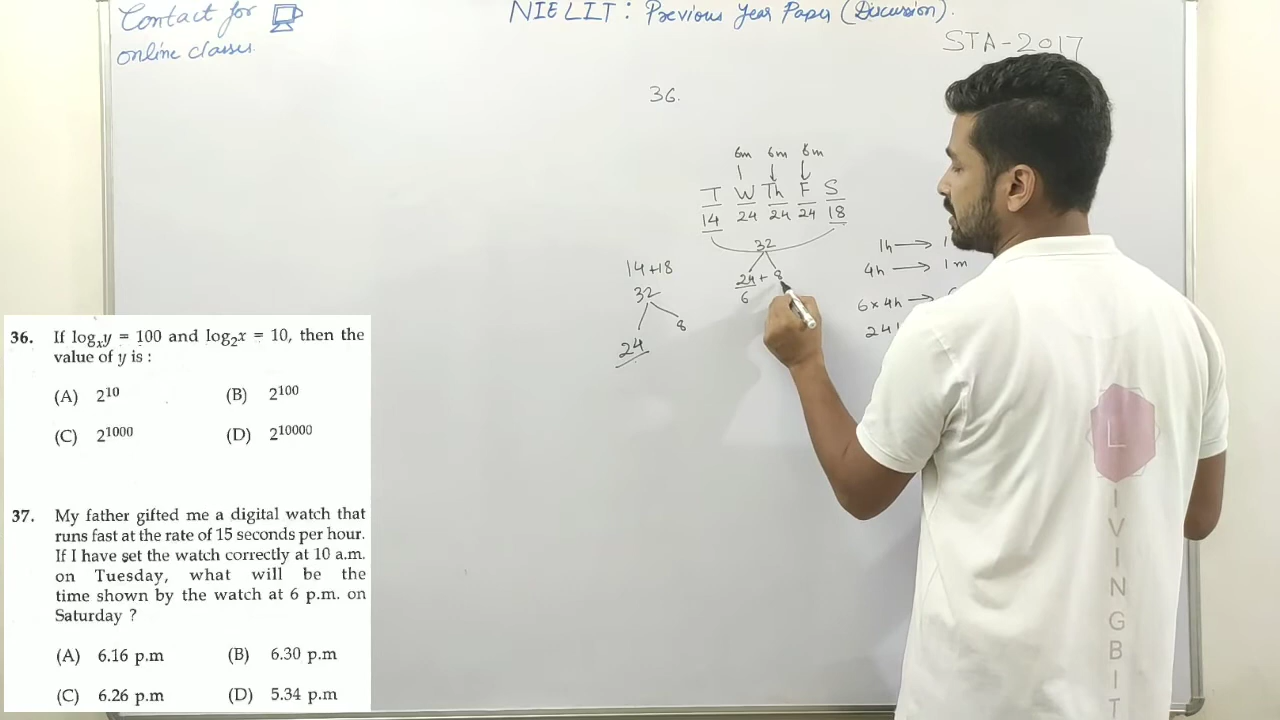 Contact for
online classes.
NIELIT : Previous Year Paper (Discussion).
STA-2017
36.
6m 6m 6m
T W Th F S
14 24 24 24 18
32
24 + 8
6
14+18
32
24 8
1h →
4h → 1m
6×4h →
36. If logₓy = 100 and log₂x = 10, then the
value of y is :
(A) 2¹⁰ (B) 2¹⁰⁰
(C) 2¹⁰⁰⁰ (D) 2¹⁰⁰⁰⁰
37. My father gifted me a digital watch that
runs fast at the rate of 15 seconds per hour.
If I have set the watch correctly at 10 a.m.
on Tuesday, what will be the
time shown by the watch at 6 p.m. on
Saturday ?
(A) 6.16 p.m (B) 6.30 p.m
(C) 6.26 p.m (D) 5.34 p.m
L
IVINGBIT